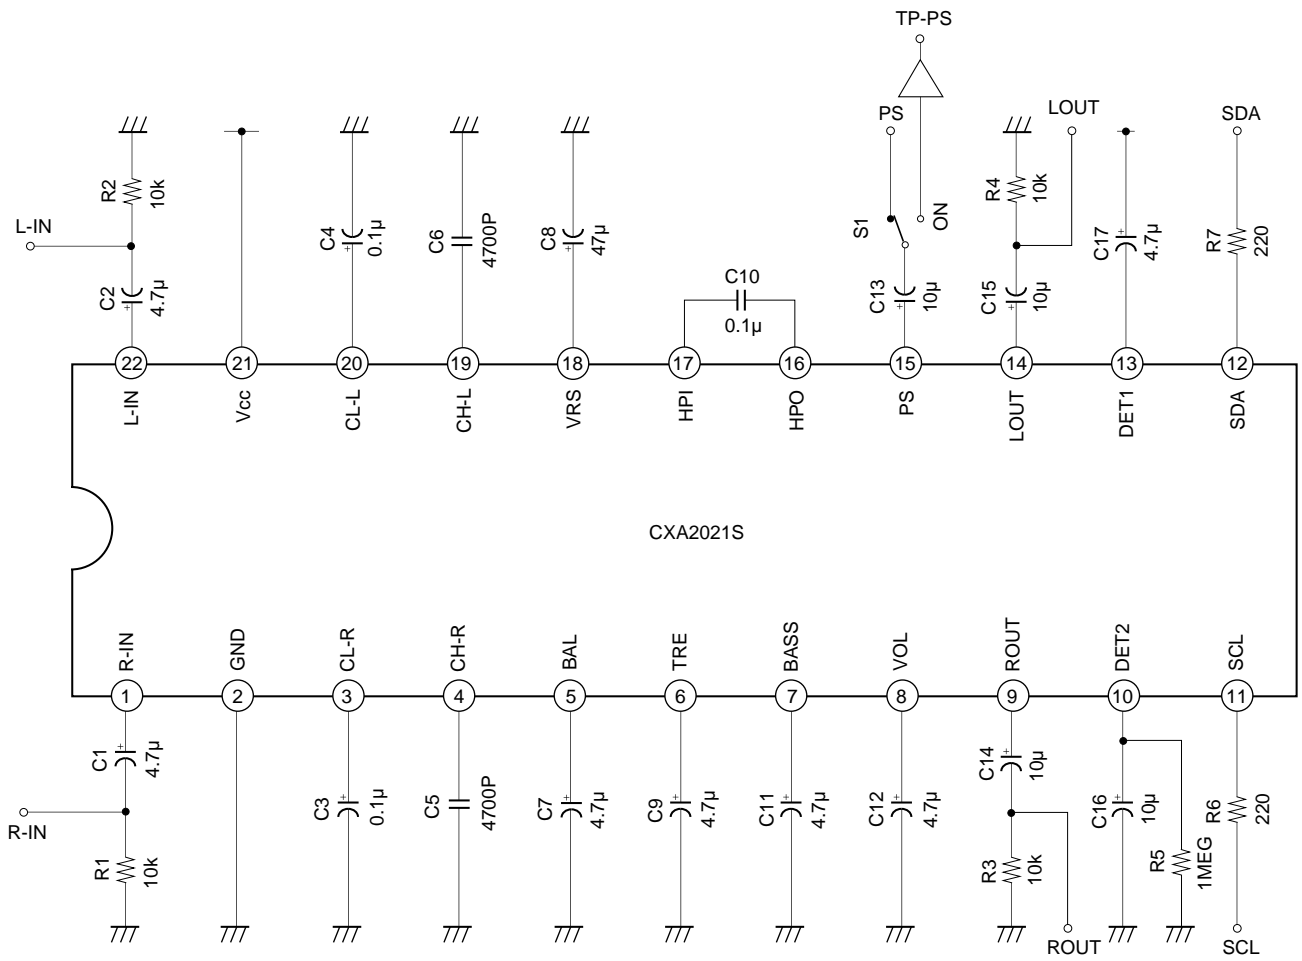 TP-PS
PS
LOUT
SDA
R2
10k
L-IN
C2
4.7μ
C4
0.1μ
C6
4700P
C8
47μ
C10
0.1μ
S1
ON
C13
10μ
R4
10k
C15
10μ
C17
4.7μ
R7
220
22
21
20
19
18
17
16
15
14
13
12
L-IN
Vcc
CL-L
CH-L
VRS
HPI
HPO
PS
LOUT
DET1
SDA
CXA2021S
R-IN
GND
CL-R
CH-R
BAL
TRE
BASS
VOL
ROUT
DET2
SCL
1
2
3
4
5
6
7
8
9
10
11
C1
4.7μ
R-IN
R1
10k
C3
0.1μ
C5
4700P
C7
4.7μ
C9
4.7μ
C11
4.7μ
C12
4.7μ
C14
10μ
R3
10k
C16
10μ
R5
1MEG
R6
220
ROUT
SCL